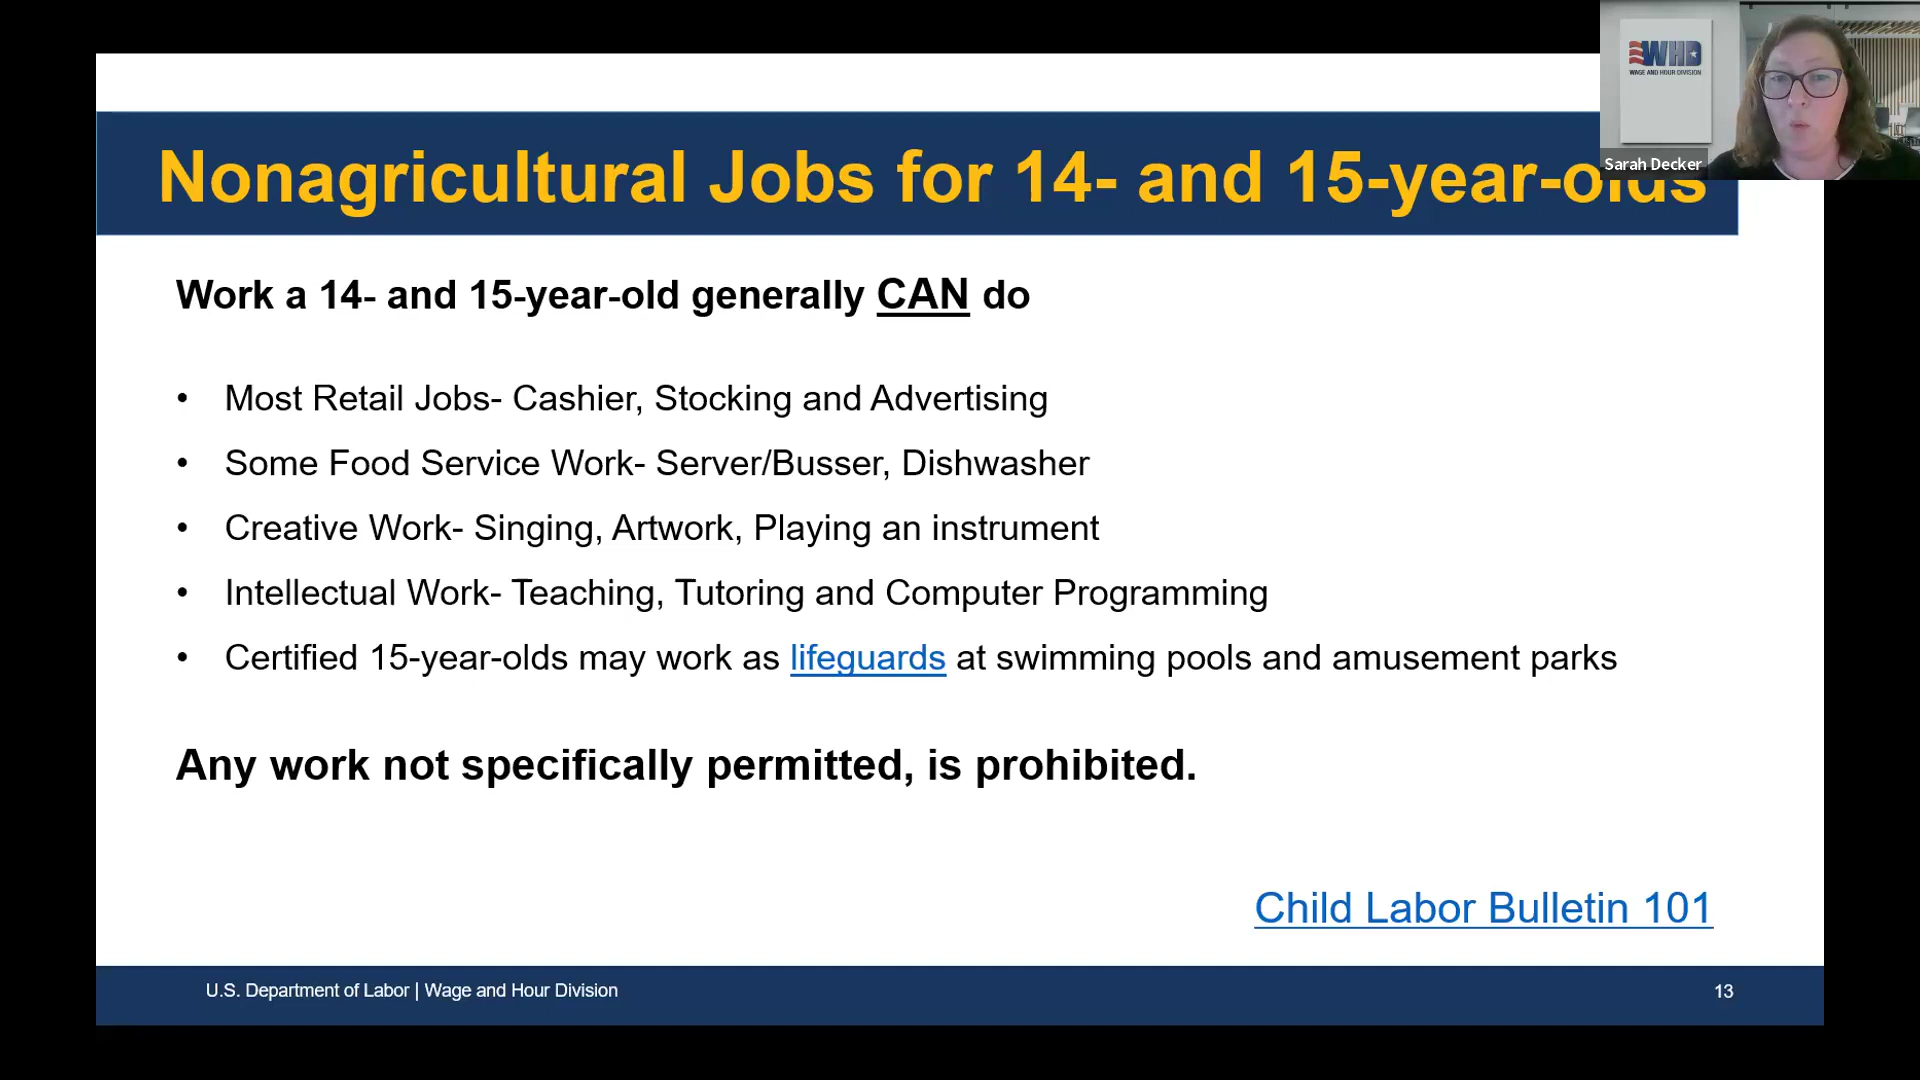 WHD
WAGE AND HOUR DIVISION
Sarah Decker
Nonagricultural Jobs for 14- and 15-year-olds
Work a 14- and 15-year-old generally CAN do
• Most Retail Jobs- Cashier, Stocking and Advertising
• Some Food Service Work- Server/Busser, Dishwasher
• Creative Work- Singing, Artwork, Playing an instrument
• Intellectual Work- Teaching, Tutoring and Computer Programming
• Certified 15-year-olds may work as lifeguards at swimming pools and amusement parks
Any work not specifically permitted, is prohibited.
Child Labor Bulletin 101
U.S. Department of Labor | Wage and Hour Division
13